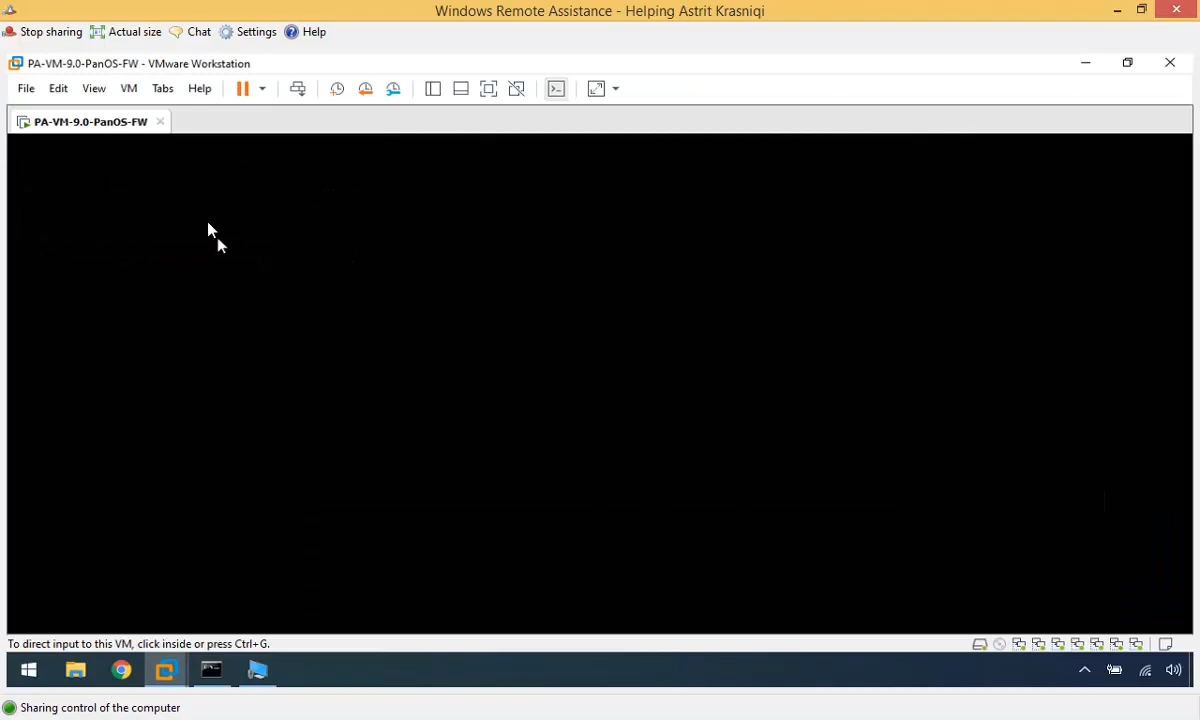 Windows Remote Assistance - Helping Astrit Krasniqi
Stop sharing Actual size Chat Settings Help
PA-VM-9.0-PanOS-FW - VMware Workstation
File Edit View VM Tabs Help
PA-VM-9.0-PanOS-FW
To direct input to this VM, click inside or press Ctrl+G.
Sharing control of the computer